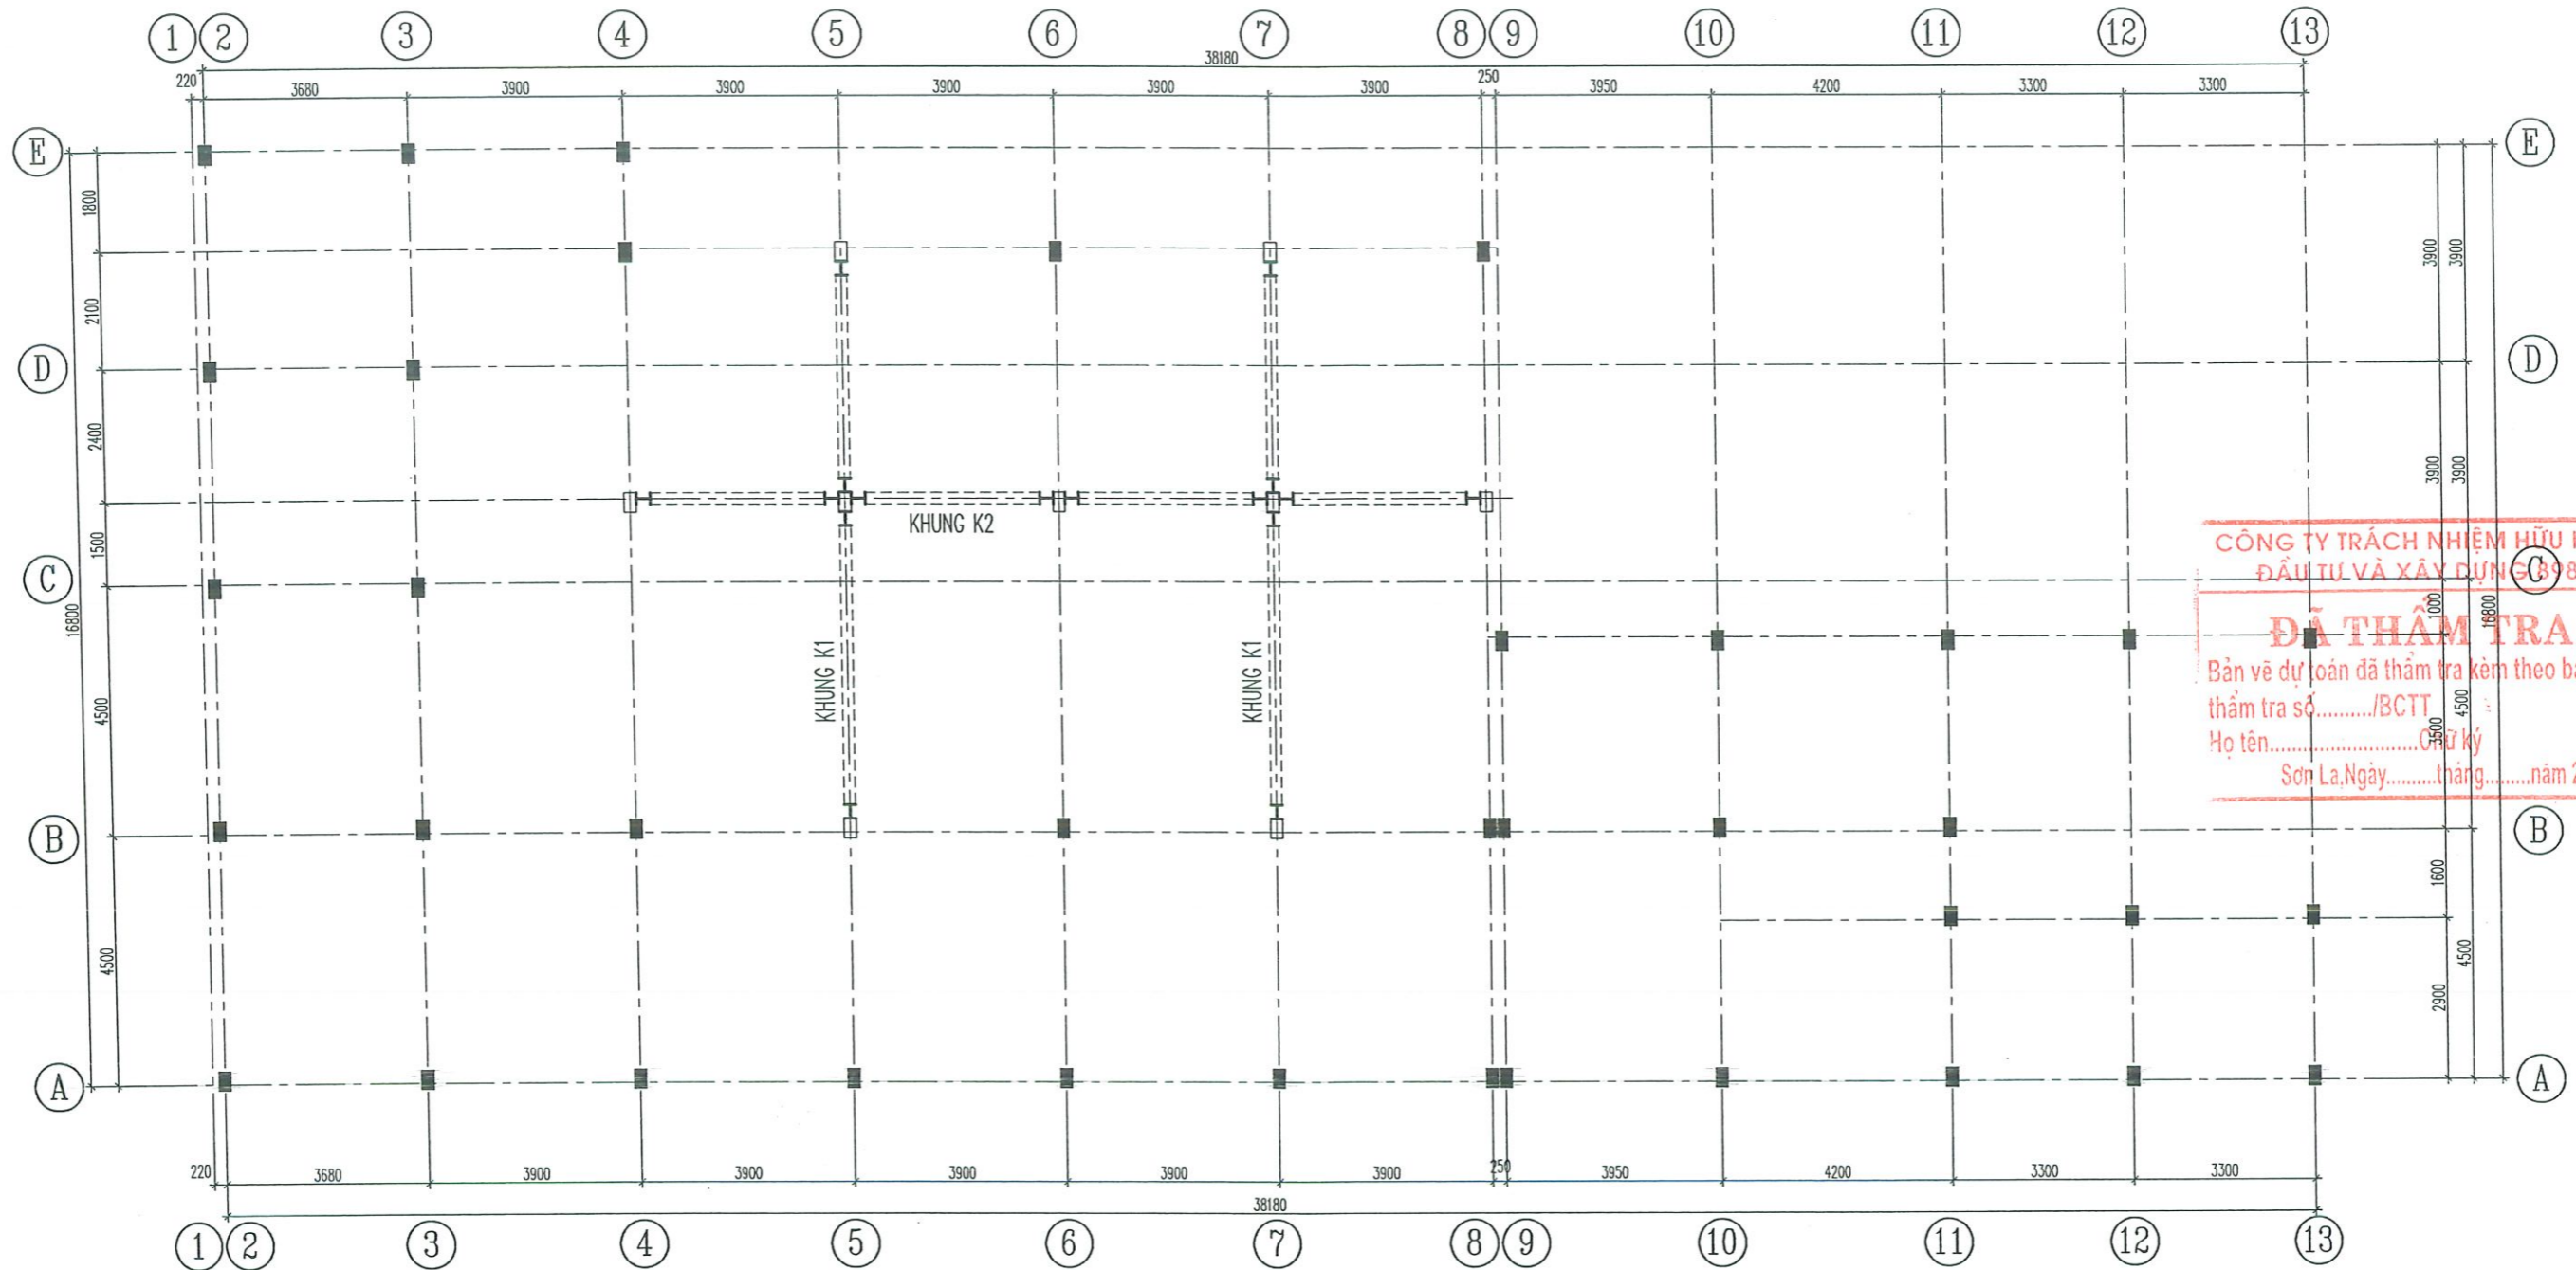 1 2 3 4 5 6 7 8 9 10 11 12 13
38180
220 3680 3900 3900 3900 3900 3900 250 3950 4200 3300 3300
E E
1800 3900 3900
2100
D D
2400 3900 3900
KHUNG K2
1500
CÔNG TY TRÁCH NHIỆM HỮU
ĐẦU TƯ VÀ XÂY DỰNG 898
C C
16800 1000 16800
ĐÃ THẨM TRA
Bản vẽ dự toán đã thẩm tra kèm theo
KHUNG K1 KHUNG K1
4500 3500 4500
thẩm tra số........../BCTT
Họ tên.........................Chữ ký
Sơn La,Ngày..........tháng.........năm 2
B B
1600
4500 4500
2900
A A
220 3680 3900 3900 3900 3900 3900 250 3950 4200 3300 3300
38180
1 2 3 4 5 6 7 8 9 10 11 12 13